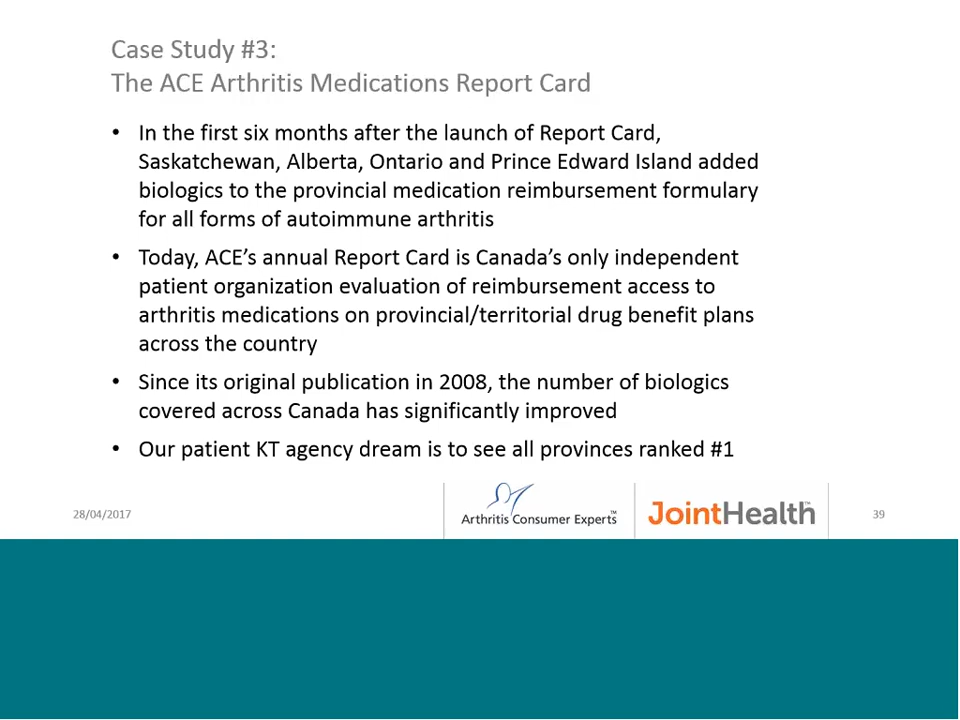 Case Study #3:
The ACE Arthritis Medications Report Card
• In the first six months after the launch of Report Card,
Saskatchewan, Alberta, Ontario and Prince Edward Island added
biologics to the provincial medication reimbursement formulary
for all forms of autoimmune arthritis
• Today, ACE’s annual Report Card is Canada’s only independent
patient organization evaluation of reimbursement access to
arthritis medications on provincial/territorial drug benefit plans
across the country
• Since its original publication in 2008, the number of biologics
covered across Canada has significantly improved
• Our patient KT agency dream is to see all provinces ranked #1
28/04/2017
Arthritis Consumer Experts™
JointHealth™
39